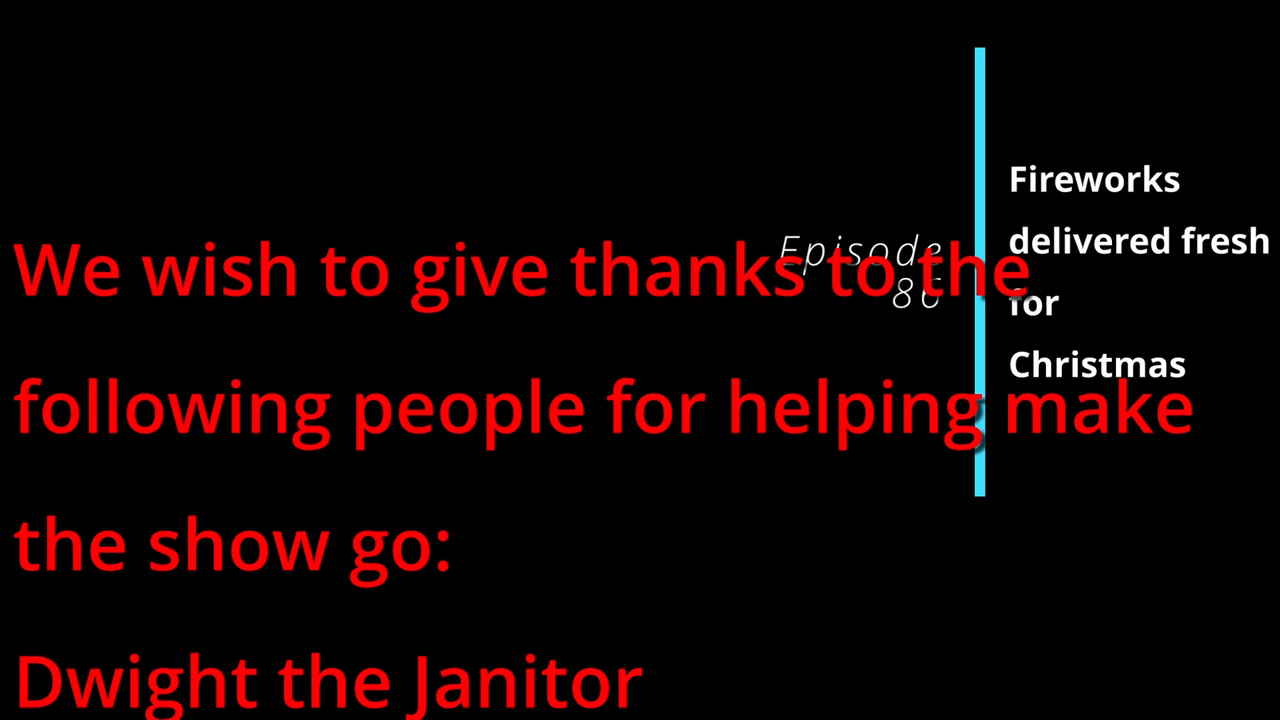 Fireworks
delivered fresh
for
Christmas
Episode
86
We wish to give thanks to the
following people for helping make
the show go:
Dwight the Janitor